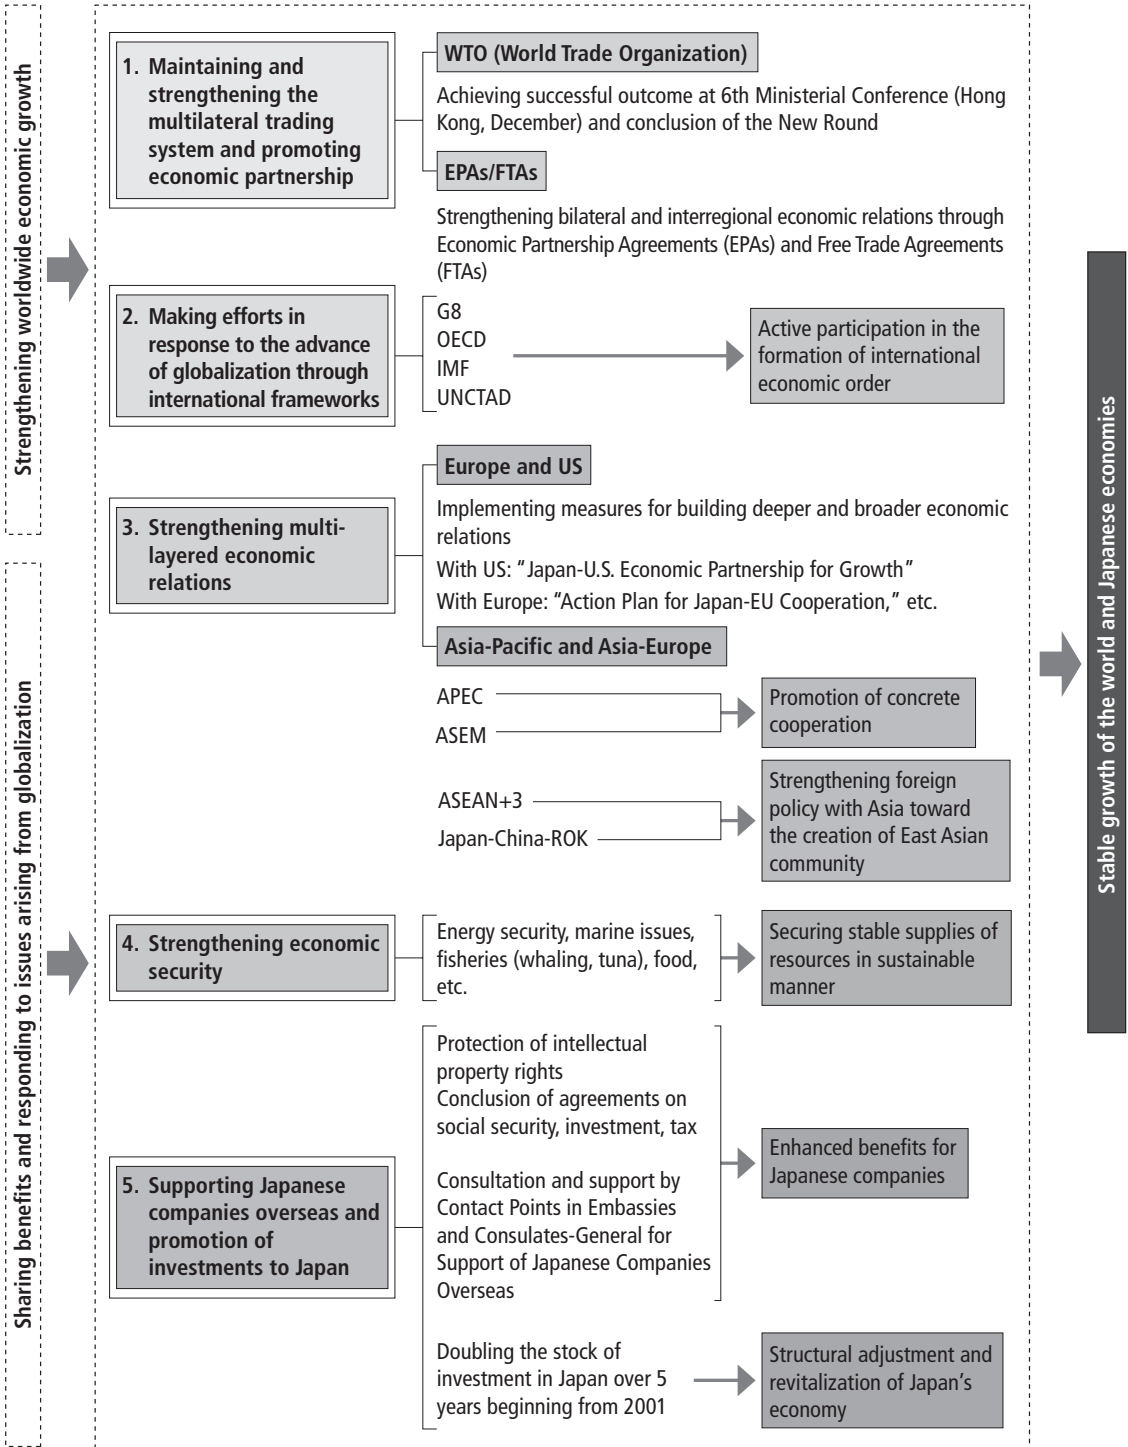 Strengthening worldwide economic growth
Sharing benefits and responding to issues arising from globalization
1. Maintaining and
strengthening the
multilateral trading
system and promoting
economic partnership
WTO (World Trade Organization)
Achieving successful outcome at 6th Ministerial Conference (Hong
Kong, December) and conclusion of the New Round
EPAs/FTAs
Strengthening bilateral and interregional economic relations through
Economic Partnership Agreements (EPAs) and Free Trade Agreements
(FTAs)
2. Making efforts in
response to the advance
of globalization through
international frameworks
G8
OECD
IMF
UNCTAD
Active participation in the
formation of international
economic order
3. Strengthening multi-
layered economic
relations
Europe and US
Implementing measures for building deeper and broader economic
relations
With US: “Japan-U.S. Economic Partnership for Growth”
With Europe: “Action Plan for Japan-EU Cooperation,” etc.
Asia-Pacific and Asia-Europe
APEC
ASEM
Promotion of concrete
cooperation
ASEAN+3
Japan-China-ROK
Strengthening foreign
policy with Asia toward
the creation of East Asian
community
4. Strengthening economic
security
Energy security, marine issues,
fisheries (whaling, tuna), food,
etc.
Securing stable supplies of
resources in sustainable
manner
5. Supporting Japanese
companies overseas and
promotion of
investments to Japan
Protection of intellectual
property rights
Conclusion of agreements on
social security, investment, tax
Consultation and support by
Contact Points in Embassies
and Consulates-General for
Support of Japanese Companies
Overseas
Enhanced benefits for
Japanese companies
Doubling the stock of
investment in Japan over 5
years beginning from 2001
Structural adjustment and
revitalization of Japan’s
economy
Stable growth of the world and Japanese economies